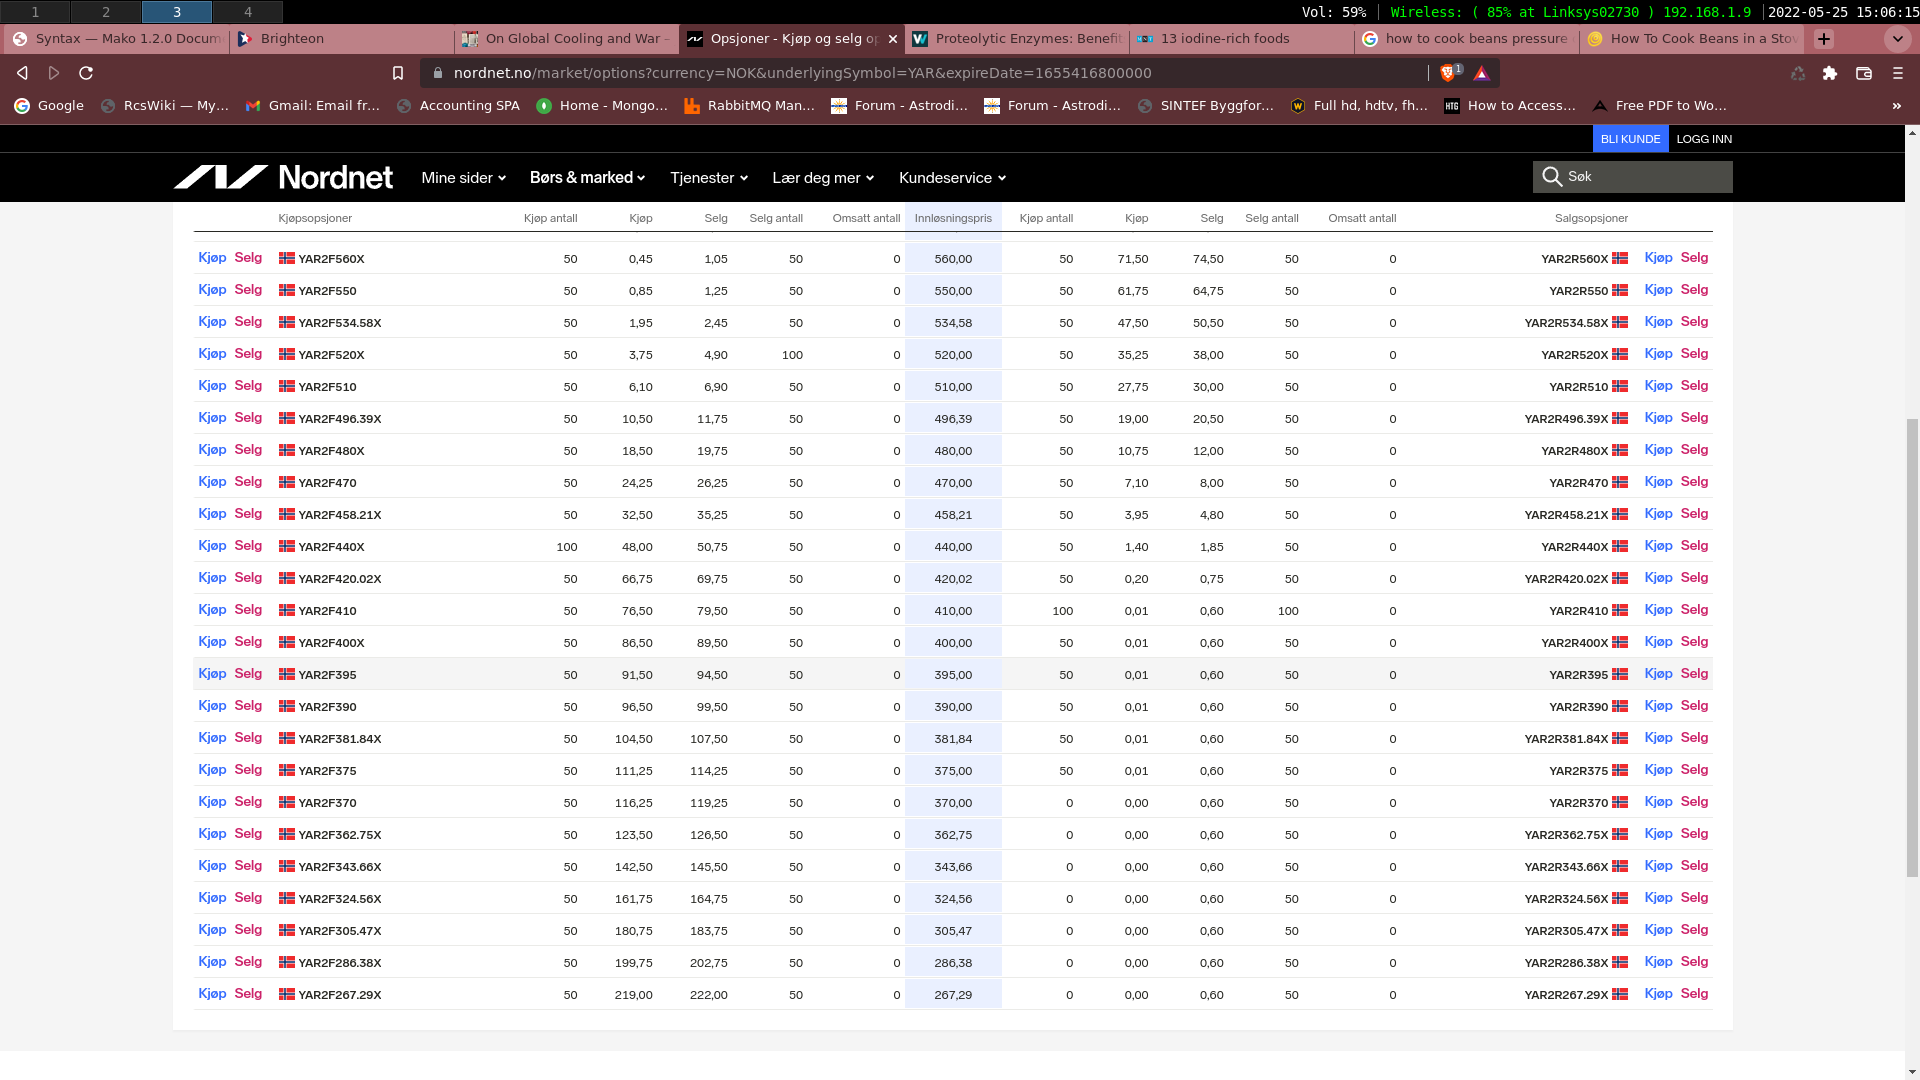 1 2 3 4 Vol: 59% Wireless: ( 85% at Linksys02730 ) 192.168.1.9 2022-05-25 15:06:15
Syntax — Mako 1.2.0 Docum Brighteon On Global Cooling and War – Opsjoner - Kjøp og selg op Proteolytic Enzymes: Benefit 13 iodine-rich foods how to cook beans pressure How To Cook Beans in a Stov
nordnet.no/market/options?currency=NOK&underlyingSymbol=YAR&expireDate=1655416800000 1
Google RcsWiki — My... Gmail: Email fr... Accounting SPA Home - Mongo... RabbitMQ Man... Forum - Astrodi... Forum - Astrodi... SINTEF Byggfor... Full hd, hdtv, fh... How to Access... Free PDF to Wo... »
BLI KUNDE LOGG INN
Nordnet Mine sider Børs & marked Tjenester Lær deg mer Kundeservice Søk
Kjøpsopsjoner Kjøp antall Kjøp Selg Selg antall Omsatt antall Innløsningspris Kjøp antall Kjøp Selg Selg antall Omsatt antall Salgsopsjoner
Kjøp Selg YAR2F560X 50 0,45 1,05 50 0 560,00 50 71,50 74,50 50 0 YAR2R560X Kjøp Selg
Kjøp Selg YAR2F550 50 0,85 1,25 50 0 550,00 50 61,75 64,75 50 0 YAR2R550 Kjøp Selg
Kjøp Selg YAR2F534.58X 50 1,95 2,45 50 0 534,58 50 47,50 50,50 50 0 YAR2R534.58X Kjøp Selg
Kjøp Selg YAR2F520X 50 3,75 4,90 100 0 520,00 50 35,25 38,00 50 0 YAR2R520X Kjøp Selg
Kjøp Selg YAR2F510 50 6,10 6,90 50 0 510,00 50 27,75 30,00 50 0 YAR2R510 Kjøp Selg
Kjøp Selg YAR2F496.39X 50 10,50 11,75 50 0 496,39 50 19,00 20,50 50 0 YAR2R496.39X Kjøp Selg
Kjøp Selg YAR2F480X 50 18,50 19,75 50 0 480,00 50 10,75 12,00 50 0 YAR2R480X Kjøp Selg
Kjøp Selg YAR2F470 50 24,25 26,25 50 0 470,00 50 7,10 8,00 50 0 YAR2R470 Kjøp Selg
Kjøp Selg YAR2F458.21X 50 32,50 35,25 50 0 458,21 50 3,95 4,80 50 0 YAR2R458.21X Kjøp Selg
Kjøp Selg YAR2F440X 100 48,00 50,75 50 0 440,00 50 1,40 1,85 50 0 YAR2R440X Kjøp Selg
Kjøp Selg YAR2F420.02X 50 66,75 69,75 50 0 420,02 50 0,20 0,75 50 0 YAR2R420.02X Kjøp Selg
Kjøp Selg YAR2F410 50 76,50 79,50 50 0 410,00 100 0,01 0,60 100 0 YAR2R410 Kjøp Selg
Kjøp Selg YAR2F400X 50 86,50 89,50 50 0 400,00 50 0,01 0,60 50 0 YAR2R400X Kjøp Selg
Kjøp Selg YAR2F395 50 91,50 94,50 50 0 395,00 50 0,01 0,60 50 0 YAR2R395 Kjøp Selg
Kjøp Selg YAR2F390 50 96,50 99,50 50 0 390,00 50 0,01 0,60 50 0 YAR2R390 Kjøp Selg
Kjøp Selg YAR2F381.84X 50 104,50 107,50 50 0 381,84 50 0,01 0,60 50 0 YAR2R381.84X Kjøp Selg
Kjøp Selg YAR2F375 50 111,25 114,25 50 0 375,00 50 0,01 0,60 50 0 YAR2R375 Kjøp Selg
Kjøp Selg YAR2F370 50 116,25 119,25 50 0 370,00 0 0,00 0,60 50 0 YAR2R370 Kjøp Selg
Kjøp Selg YAR2F362.75X 50 123,50 126,50 50 0 362,75 0 0,00 0,60 50 0 YAR2R362.75X Kjøp Selg
Kjøp Selg YAR2F343.66X 50 142,50 145,50 50 0 343,66 0 0,00 0,60 50 0 YAR2R343.66X Kjøp Selg
Kjøp Selg YAR2F324.56X 50 161,75 164,75 50 0 324,56 0 0,00 0,60 50 0 YAR2R324.56X Kjøp Selg
Kjøp Selg YAR2F305.47X 50 180,75 183,75 50 0 305,47 0 0,00 0,60 50 0 YAR2R305.47X Kjøp Selg
Kjøp Selg YAR2F286.38X 50 199,75 202,75 50 0 286,38 0 0,00 0,60 50 0 YAR2R286.38X Kjøp Selg
Kjøp Selg YAR2F267.29X 50 219,00 222,00 50 0 267,29 0 0,00 0,60 50 0 YAR2R267.29X Kjøp Selg